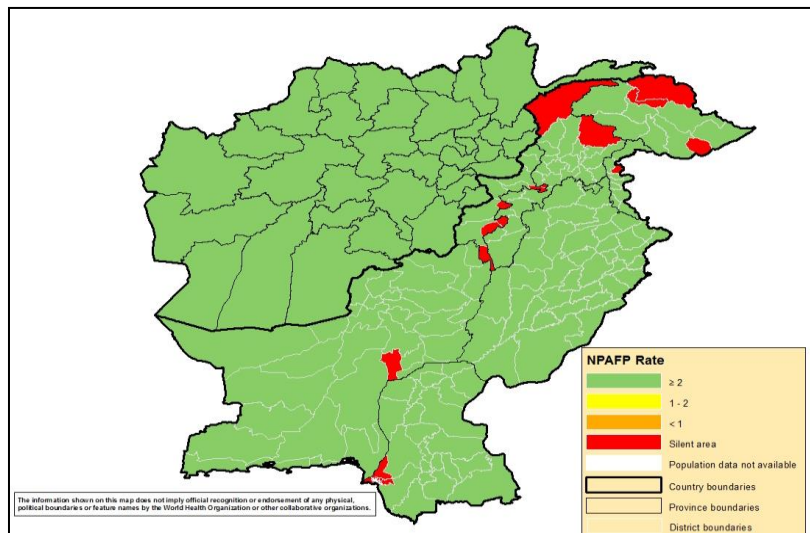 NPAFP Rate
≥ 2
1 - 2
< 1
Silent area
Population data not available
Country boundaries
Province boundaries
District boundaries
The information shown on this map does not imply official recognition or endorsement of any physical,
political boundaries or feature names by the World Health Organization or other collaborative organizations.